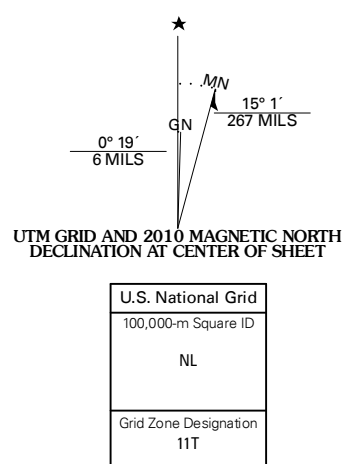 ★
MN
GN
15° 1´
267 MILS
0° 19´
6 MILS
UTM GRID AND 2010 MAGNETIC NORTH
DECLINATION AT CENTER OF SHEET
U.S. National Grid
100,000-m Square ID
NL
Grid Zone Designation
11T